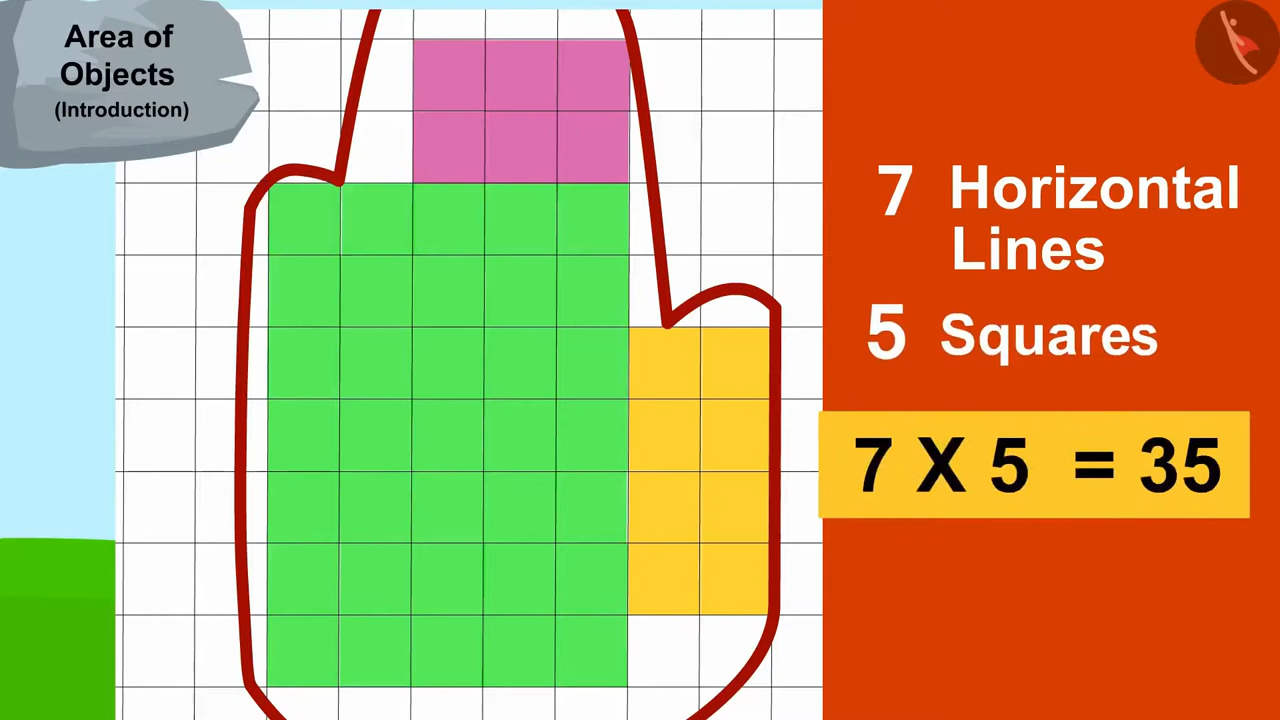 Area of
Objects
(Introduction)
7 Horizontal
Lines
5 Squares
7 X 5 = 35